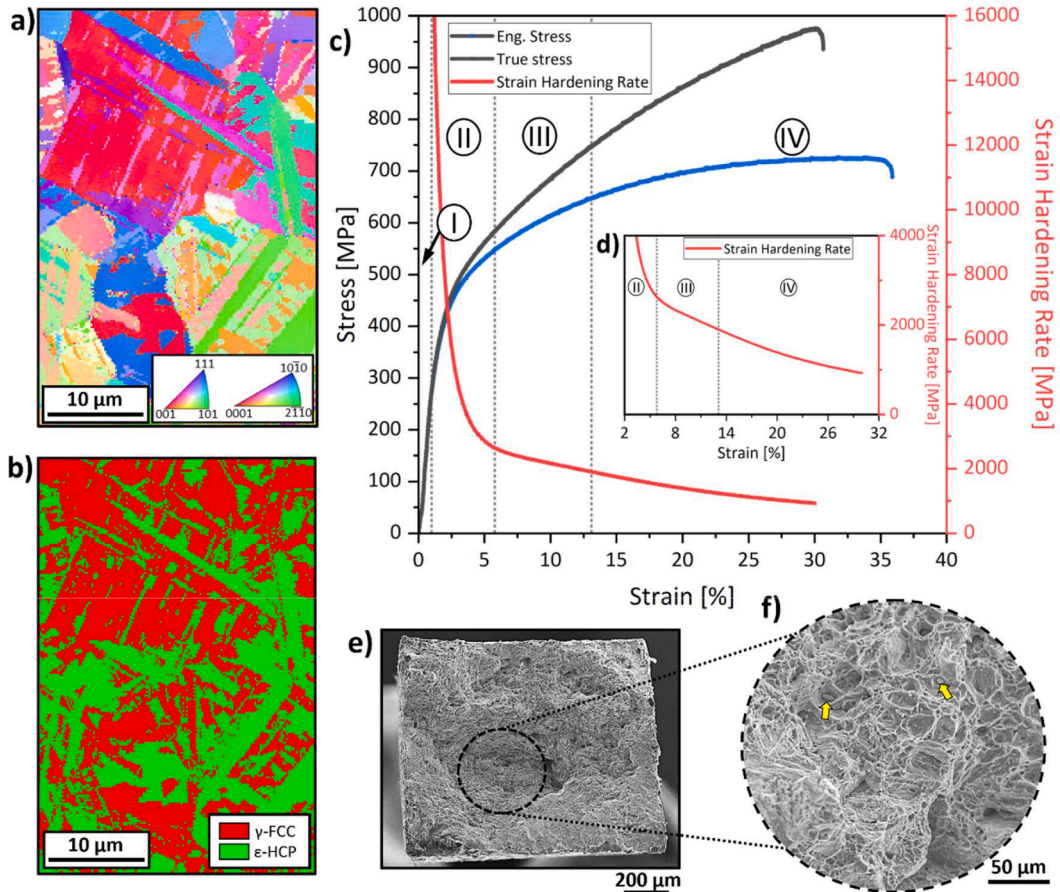 a)
111
10ī0
001
101
0001
2110
10 µm
b)
γ-FCC
ε-HCP
10 µm
c)
Eng. Stress
True stress
Strain Hardening Rate
I
II
III
IV
1000
900
800
700
600
500
400
300
200
100
0
Stress [MPa]
0
5
10
15
20
25
30
35
40
Strain [%]
16000
14000
12000
10000
8000
6000
4000
2000
0
Strain Hardening Rate [MPa]
d)
Strain Hardening Rate
II
III
IV
4000
2000
0
Strain Hardening Rate [MPa]
2
8
14
20
26
32
Strain [%]
e)
200 µm
f)
50 µm